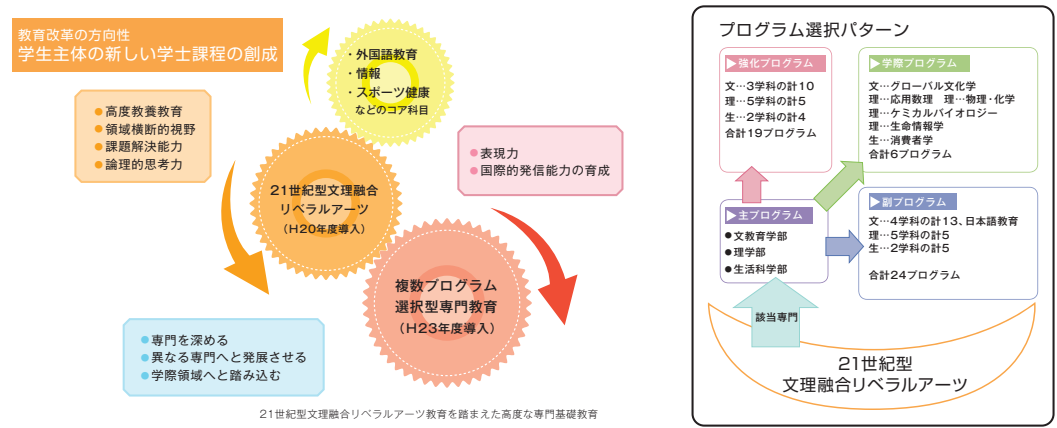 教育改革の方向性
学生主体の新しい学士課程の創成
・外国語教育
・情報
・スポーツ健康
などのコア科目
●高度教養教育
●領域横断的視野
●課題解決能力
●論理的思考力
21世紀型文理融合
リベラルアーツ
（H20年度導入）
●表現力
●国際的発信能力の育成
複数プログラム
選択型専門教育
（H23年度導入）
●専門を深める
●異なる専門へと発展させる
●学際領域へと踏み込む
21世紀型文理融合リベラルアーツ教育を踏まえた高度な専門基礎教育
プログラム選択パターン
▶強化プログラム
文…3学科の計10
理…5学科の計5
生…2学科の計4
合計19プログラム
▶学際プログラム
文…グローバル文化学
理…応用数理　理…物理・化学
理…ケミカルバイオロジー
理…生命情報学
生…消費者学
合計6プログラム
▶主プログラム
●文教育学部
●理学部
●生活科学部
▶副プログラム
文…4学科の計13、日本語教育
理…5学科の計5
生…2学科の計5
合計24プログラム
該当専門
21世紀型
文理融合リベラルアーツ